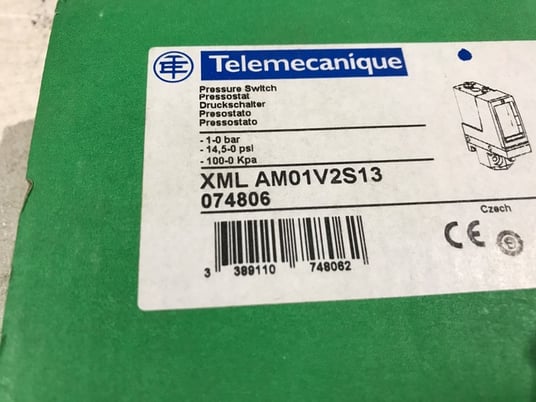 Telemecanique
Pressure Switch
Pressostat
Druckschalter
Presostato
Pressostato
- 1-0 bar
- 14,5-0 psi
- 100-0 Kpa
XML AM01V2S13
074806
Czech
CE
3 389110 748062